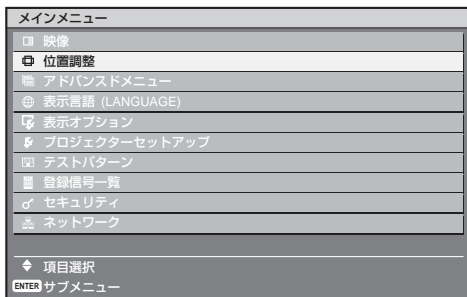 メインメニュー
映像
位置調整
アドバンスドメニュー
表示言語 (LANGUAGE)
表示オプション
プロジェクターセットアップ
テストパターン
登録信号一覧
セキュリティ
ネットワーク
項目選択
ENTER サブメニュー